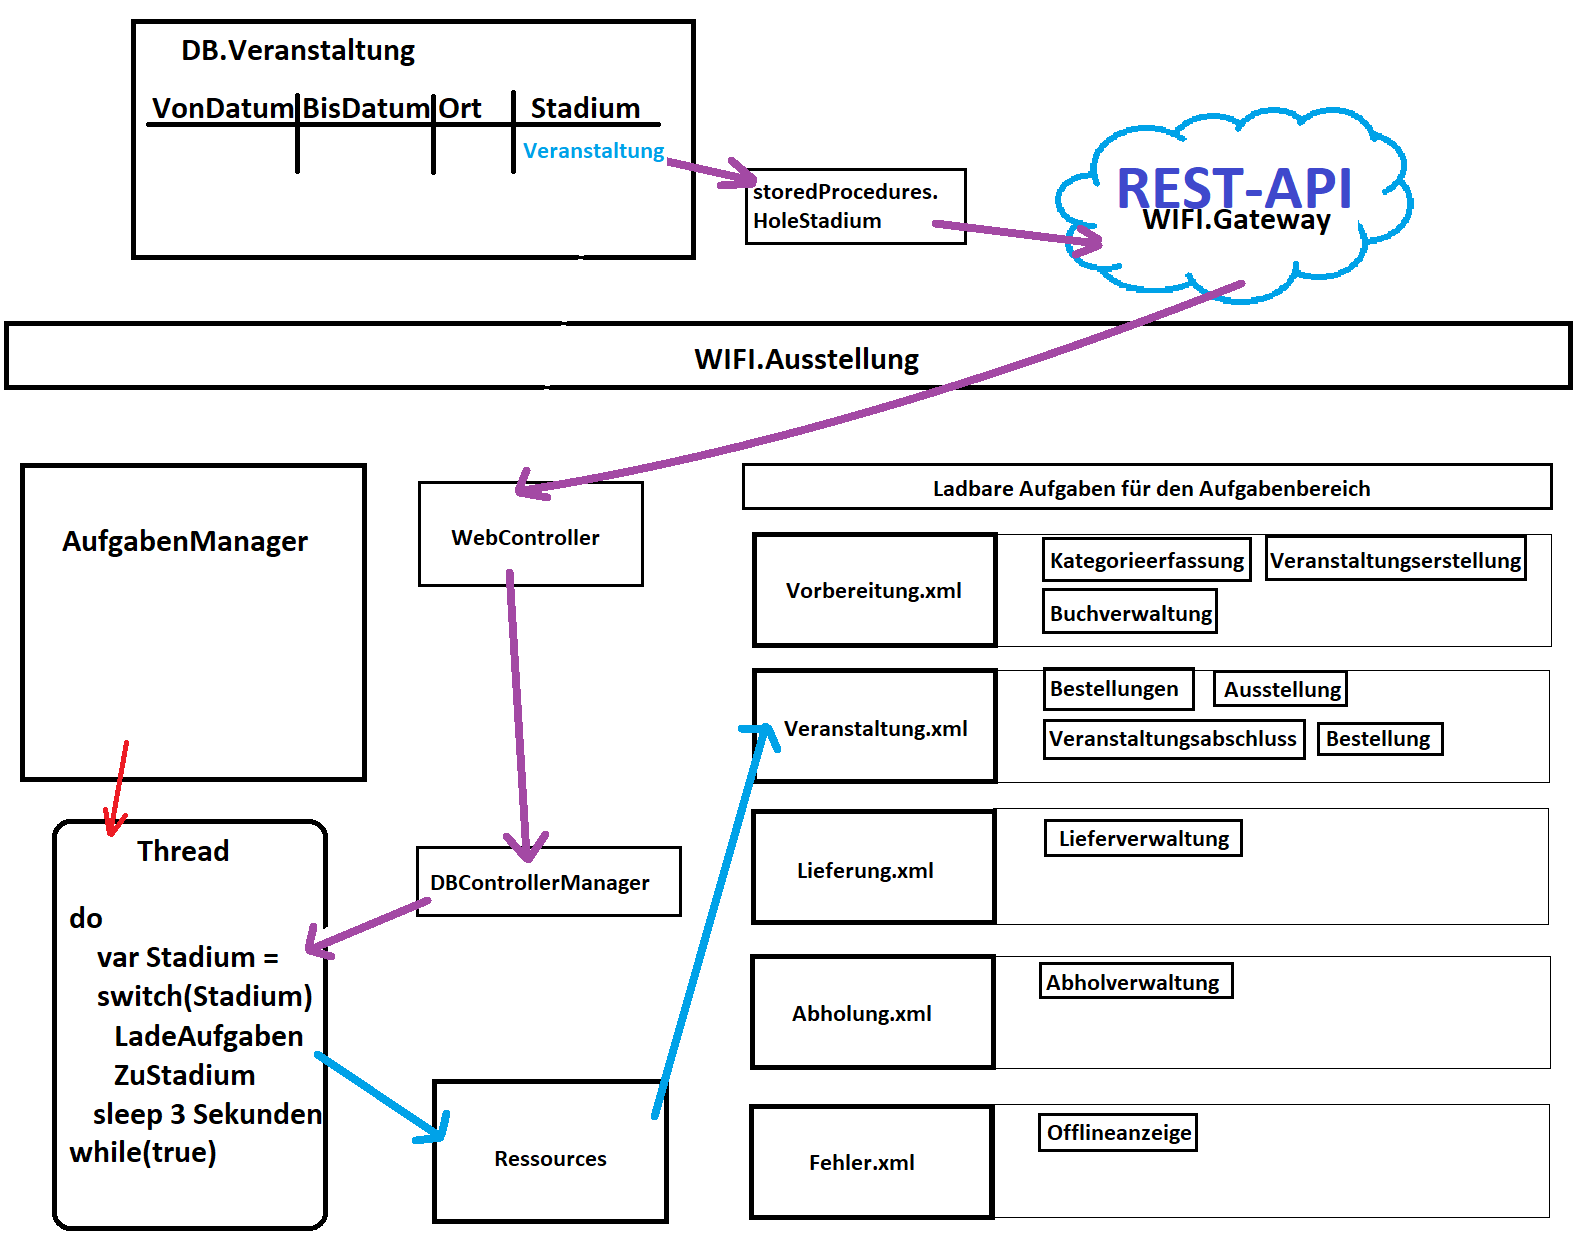 DB.Veranstaltung
VonDatum BisDatum Ort Stadium
Veranstaltung
storedProcedures.
HoleStadium
REST-API
WIFI.Gateway
WIFI.Ausstellung
AufgabenManager
Thread
do
var Stadium =
switch(Stadium)
LadeAufgaben
ZuStadium
sleep 3 Sekunden
while(true)
WebController
DBControllerManager
Ressources
Ladbare Aufgaben für den Aufgabenbereich
Vorbereitung.xml
Kategorieerfassung
Veranstaltungserstellung
Buchverwaltung
Veranstaltung.xml
Bestellungen
Ausstellung
Veranstaltungsabschluss
Bestellung
Lieferung.xml
Lieferverwaltung
Abholung.xml
Abholverwaltung
Fehler.xml
Offlineanzeige